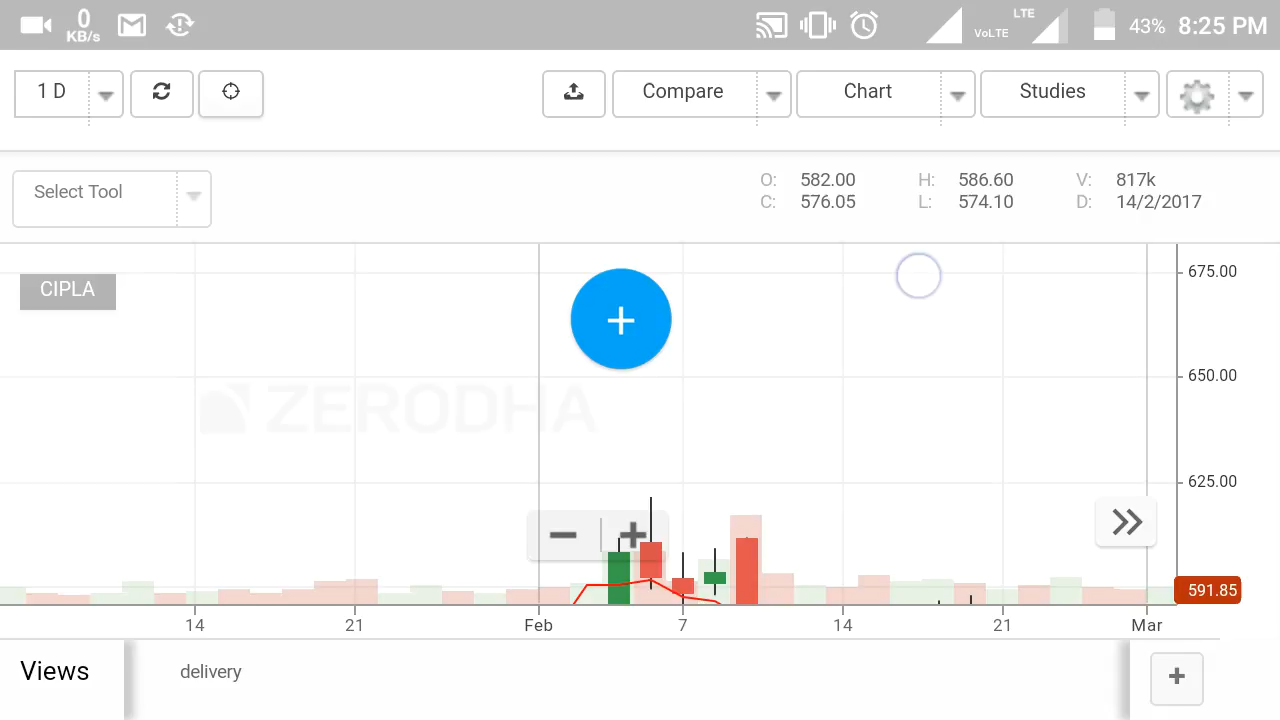 0
KB/s
LTE
VoLTE
43% 8:25 PM
1 D
Compare
Chart
Studies
Select Tool
O: 582.00 H: 586.60 V: 817k
C: 576.05 L: 574.10 D: 14/2/2017
CIPLA
675.00
ZERODHA
650.00
625.00
591.85
14 21 Feb 7 14 21 Mar
Views delivery